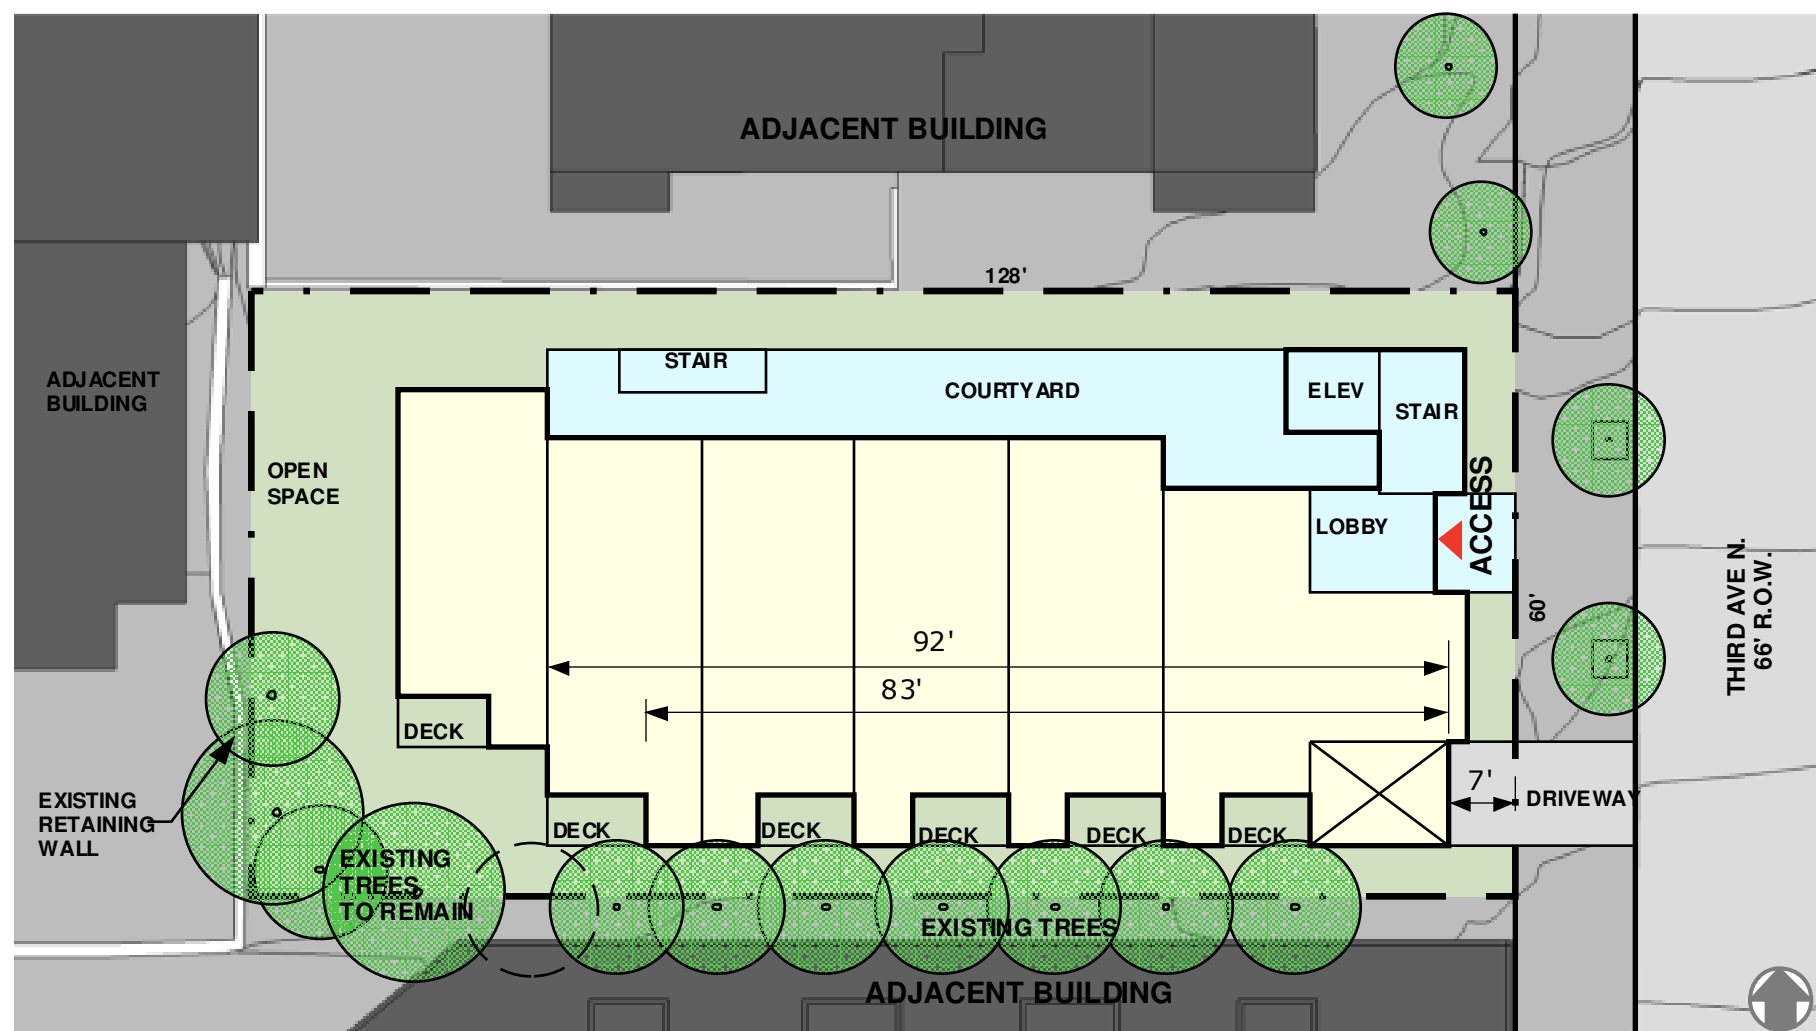 ADJACENT BUILDING
128'
STAIR
COURTYARD
ELEV
STAIR
ADJACENT
BUILDING
OPEN
SPACE
LOBBY
ACCESS
60'
THIRD AVE N.
66' R.O.W.
92'
83'
DECK
7'
DRIVEWAY
EXISTING
RETAINING
WALL
DECK
DECK
DECK
DECK
DECK
EXISTING
TREES
TO REMAIN
EXISTING TREES
ADJACENT BUILDING